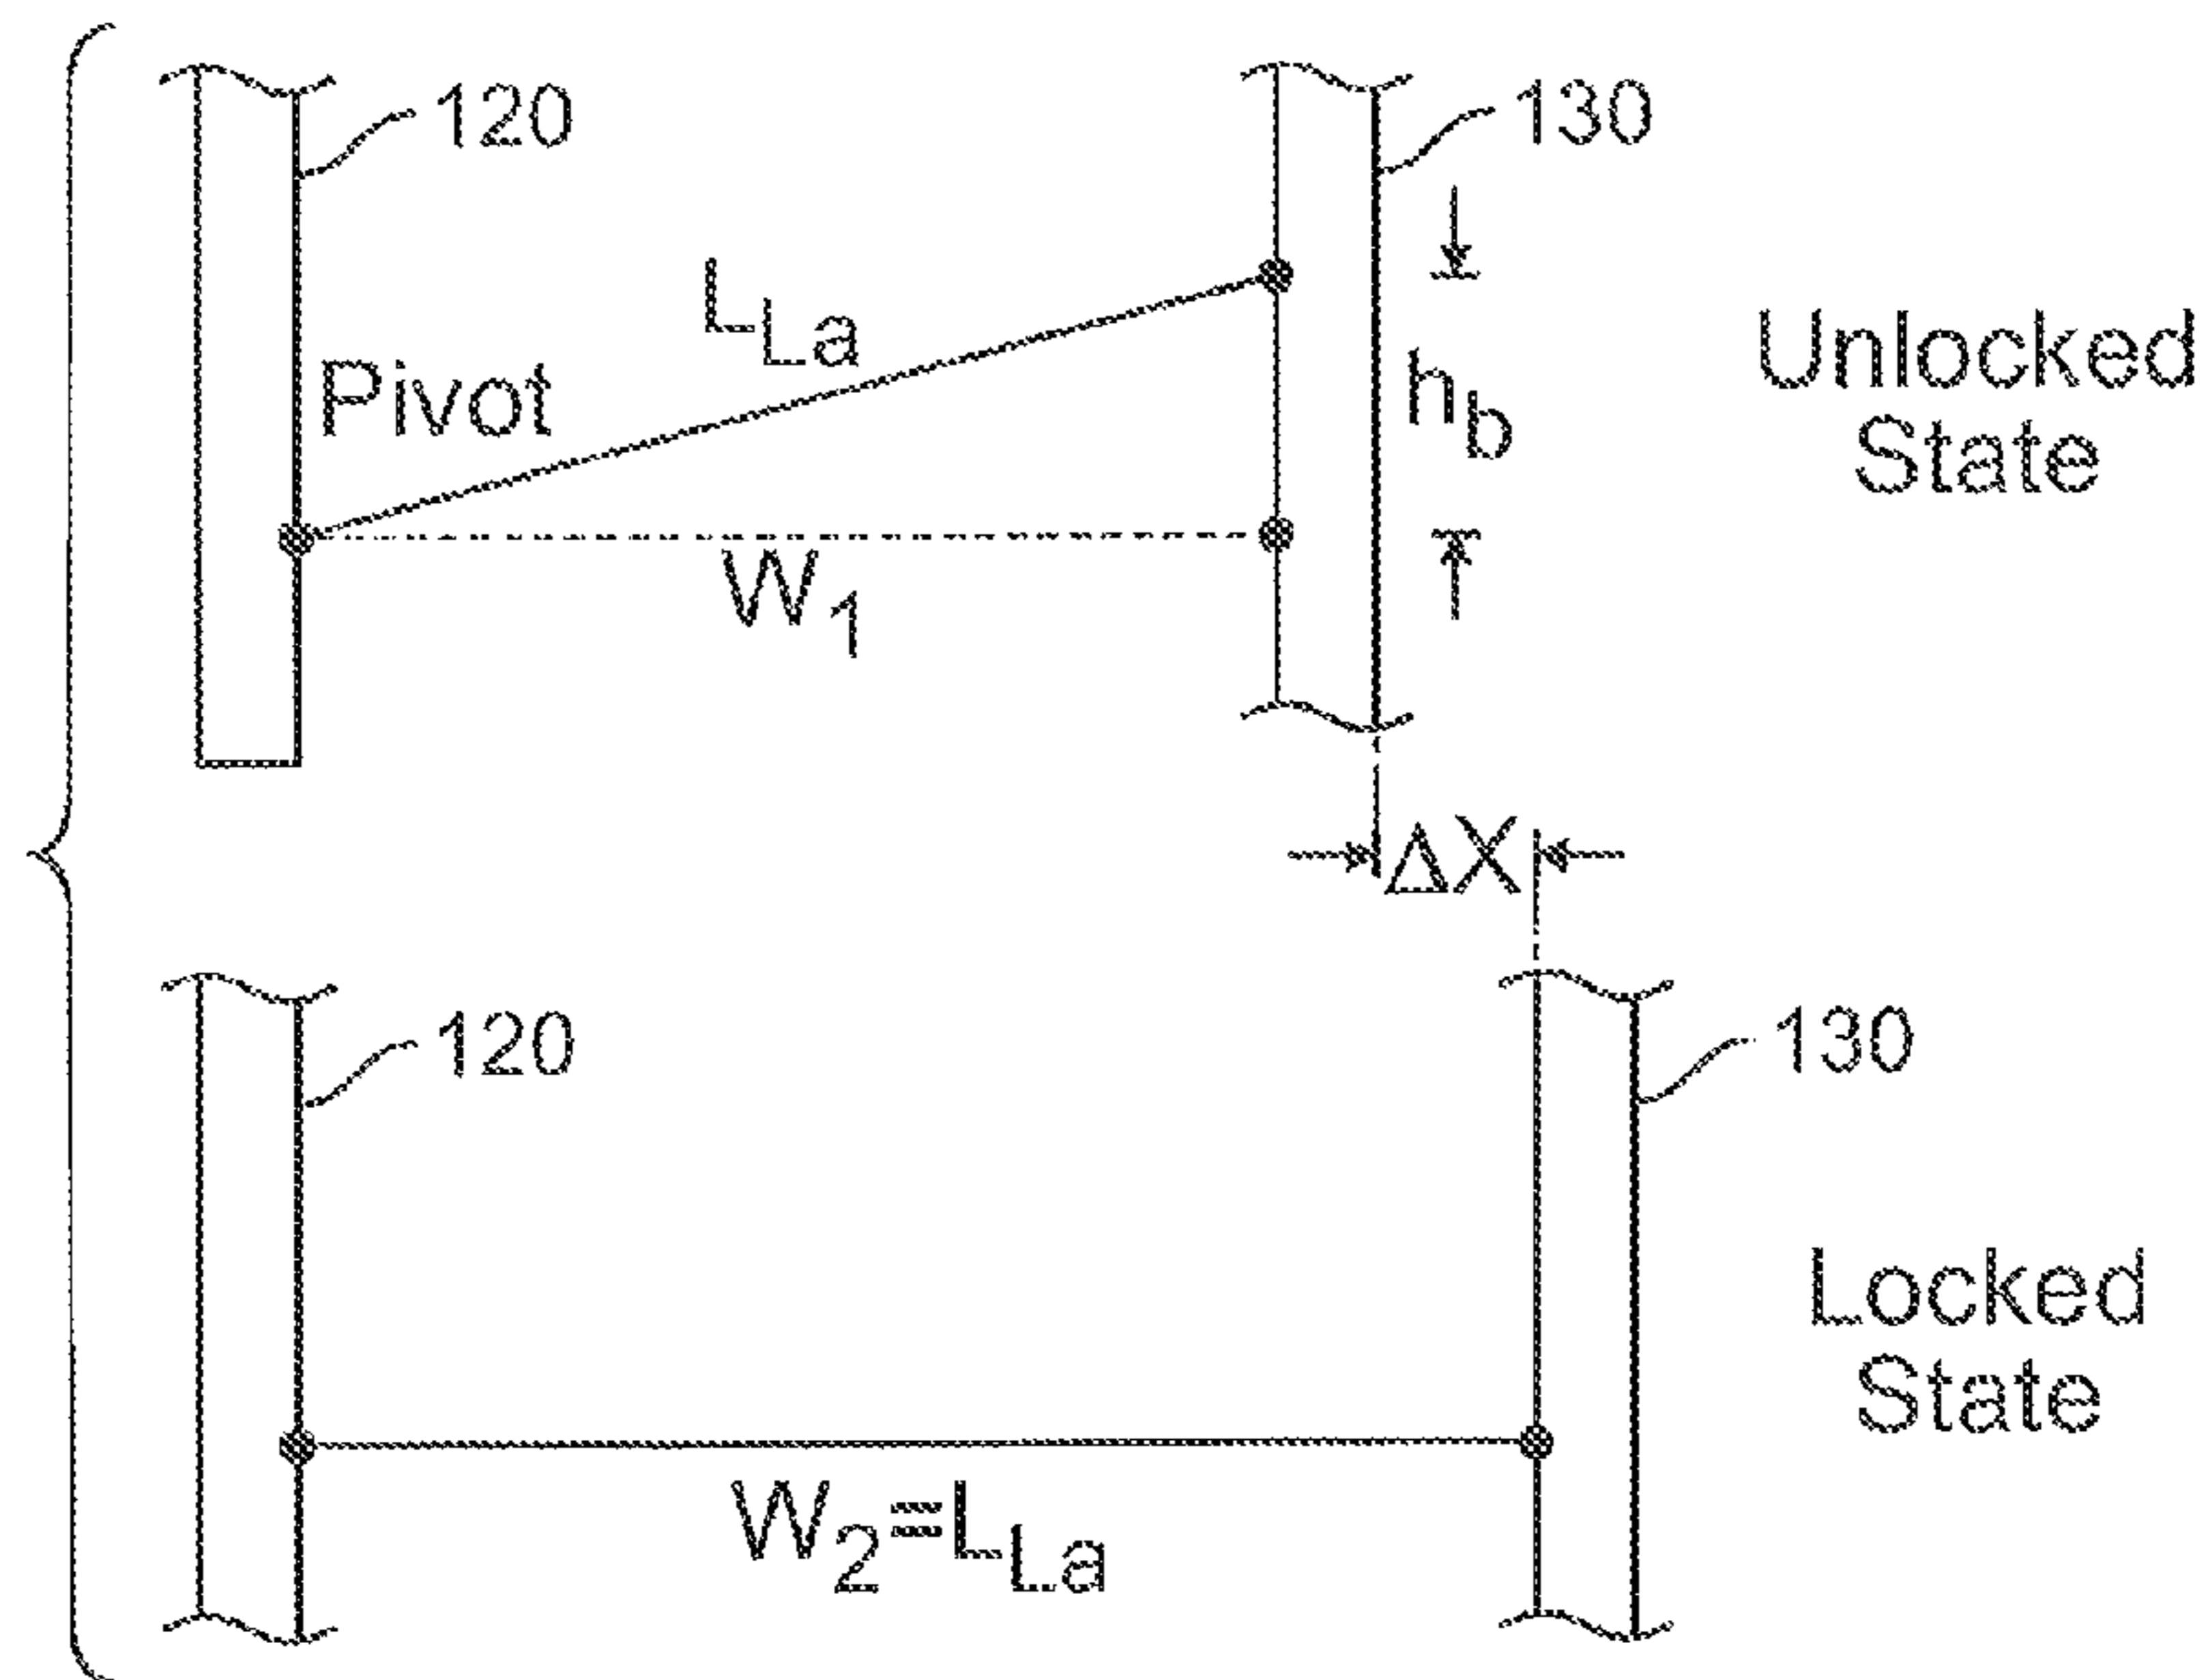 120
130
L_La
Pivot
h_b
Unlocked
State
W_1
ΔX
120
130
Locked
State
W_2=L_La